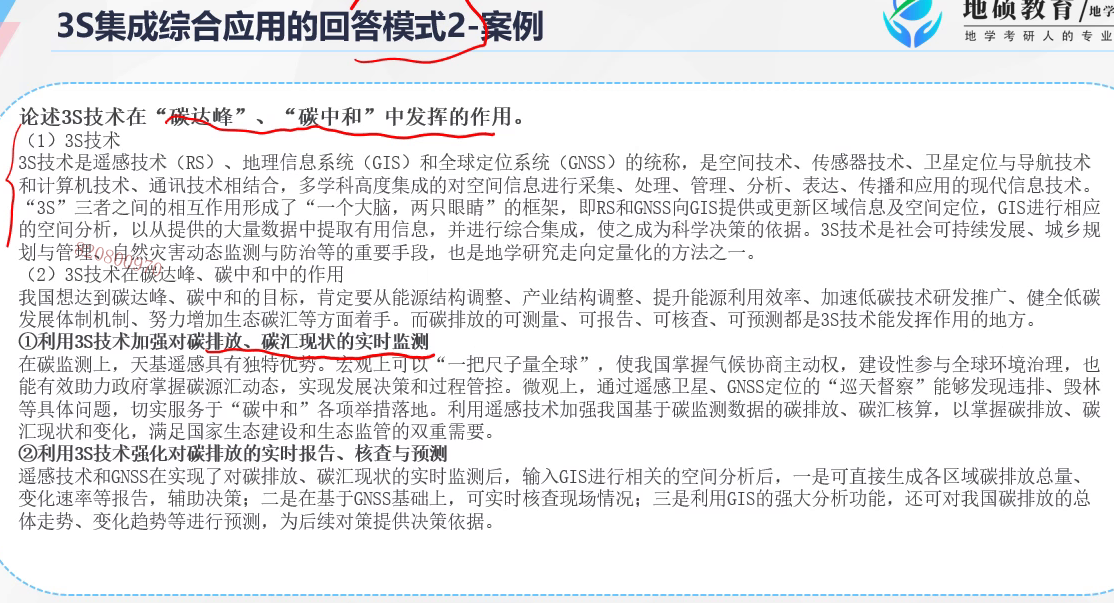 3S集成综合应用的回答模式2-案例
地硕教育/地学
地学考研人的专业
论述3S技术在“碳达峰”、“碳中和”中发挥的作用。
（1）3S技术
3S技术是遥感技术（RS）、地理信息系统（GIS）和全球定位系统（GNSS）的统称，是空间技术、传感器技术、卫星定位与导航技术
和计算机技术、通讯技术相结合，多学科高度集成的对空间信息进行采集、处理、管理、分析、表达、传播和应用的现代信息技术。
“3S”三者之间的相互作用形成了“一个大脑，两只眼睛”的框架，即RS和GNSS向GIS提供或更新区域信息及空间定位，GIS进行相应
的空间分析，以从提供的大量数据中提取有用信息，并进行综合集成，使之成为科学决策的依据。3S技术是社会可持续发展、城乡规
划与管理、自然灾害动态监测与防治等的重要手段，也是地学研究走向定量化的方法之一。
（2）3S技术在碳达峰、碳中和中的作用
我国想达到碳达峰、碳中和的目标，肯定要从能源结构调整、产业结构调整、提升能源利用效率、加速低碳技术研发推广、健全低碳
发展体制机制、努力增加生态碳汇等方面着手。而碳排放的可测量、可报告、可核查、可预测都是3S技术能发挥作用的地方。
①利用3S技术加强对碳排放、碳汇现状的实时监测
在碳监测上，天基遥感具有独特优势。宏观上可以“一把尺子量全球”，使我国掌握气候协商主动权，建设性参与全球环境治理，也
能有效助力政府掌握碳源汇动态，实现发展决策和过程管控。微观上，通过遥感卫星、GNSS定位的“巡天督察”能够发现违排、毁林
等具体问题，切实服务于“碳中和”各项举措落地。利用遥感技术加强我国基于碳监测数据的碳排放、碳汇核算，以掌握碳排放、碳
汇现状和变化，满足国家生态建设和生态监管的双重需要。
②利用3S技术强化对碳排放的实时报告、核查与预测
遥感技术和GNSS在实现了对碳排放、碳汇现状的实时监测后，输入GIS进行相关的空间分析后，一是可直接生成各区域碳排放总量、
变化速率等报告，辅助决策；二是在基于GNSS基础上，可实时核查现场情况；三是利用GIS的强大分析功能，还可对我国碳排放的总
体走势、变化趋势等进行预测，为后续对策提供决策依据。